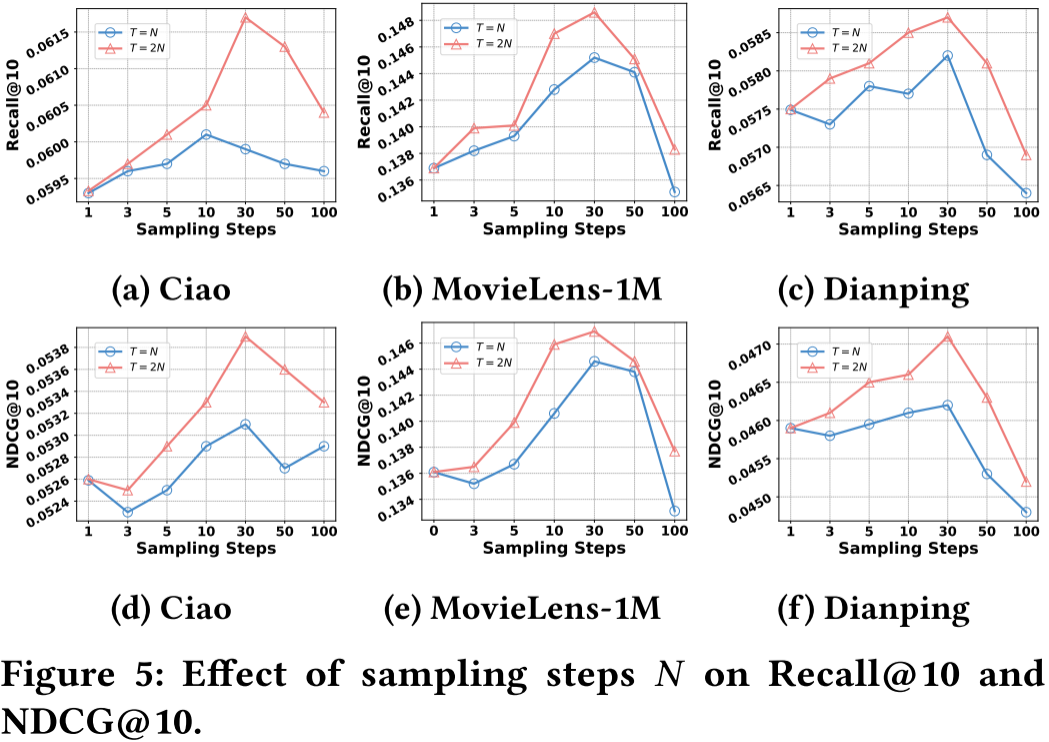 Recall@10
0.0615
0.0610
0.0605
0.0600
0.0595
T = N
T = 2N
1 3 5 10 30 50 100
Sampling Steps
(a) Ciao
Recall@10
0.148
0.146
0.144
0.142
0.140
0.138
0.136
T = N
T = 2N
1 3 5 10 30 50 100
Sampling Steps
(b) MovieLens-1M
Recall@10
0.0585
0.0580
0.0575
0.0570
0.0565
T = N
T = 2N
1 3 5 10 30 50 100
Sampling Steps
(c) Dianping
NDCG@10
0.0538
0.0536
0.0534
0.0532
0.0530
0.0528
0.0526
0.0524
T = N
T = 2N
1 3 5 10 30 50 100
Sampling Steps
(d) Ciao
NDCG@10
0.146
0.144
0.142
0.140
0.138
0.136
0.134
T = N
T = 2N
0 3 5 10 30 50 100
Sampling Steps
(e) MovieLens-1M
NDCG@10
0.0470
0.0465
0.0460
0.0455
0.0450
T = N
T = 2N
1 3 5 10 30 50 100
Sampling Steps
(f) Dianping
Figure 5: Effect of sampling steps N on Recall@10 and
NDCG@10.